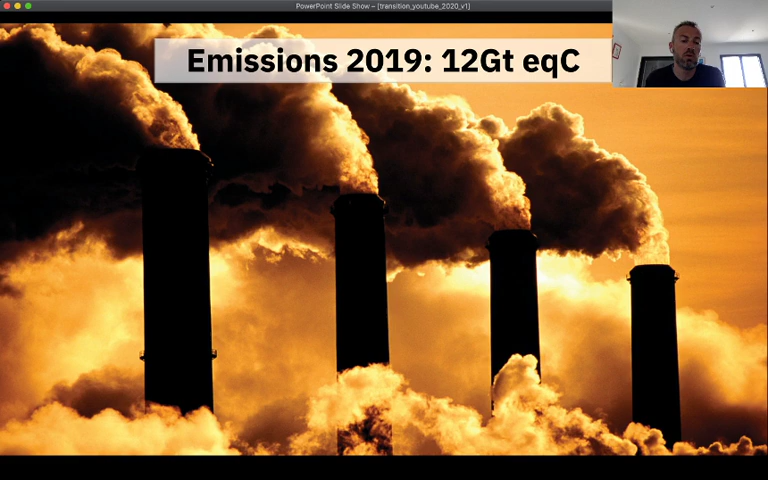 PowerPoint Slide Show – [transition_youtube_2020_v1]
Emissions 2019: 12Gt eqC